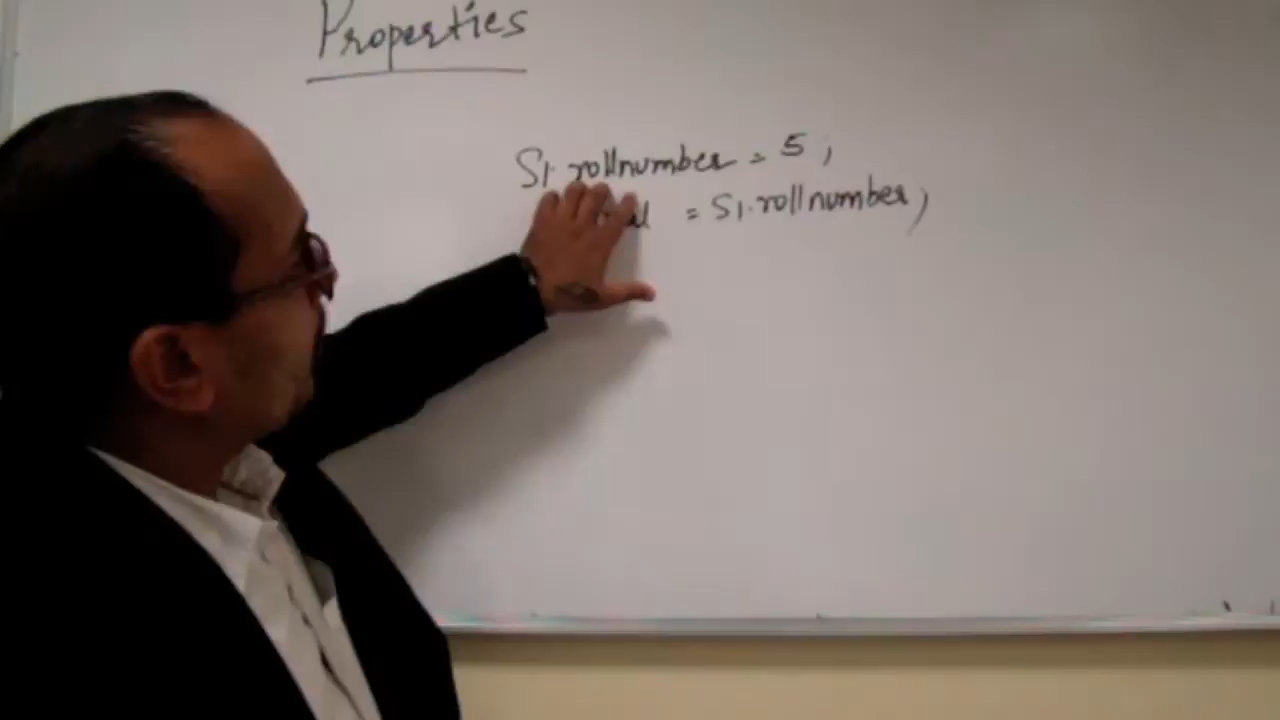 Properties
S1.rollnumber = 5;
= S1.rollnumber;